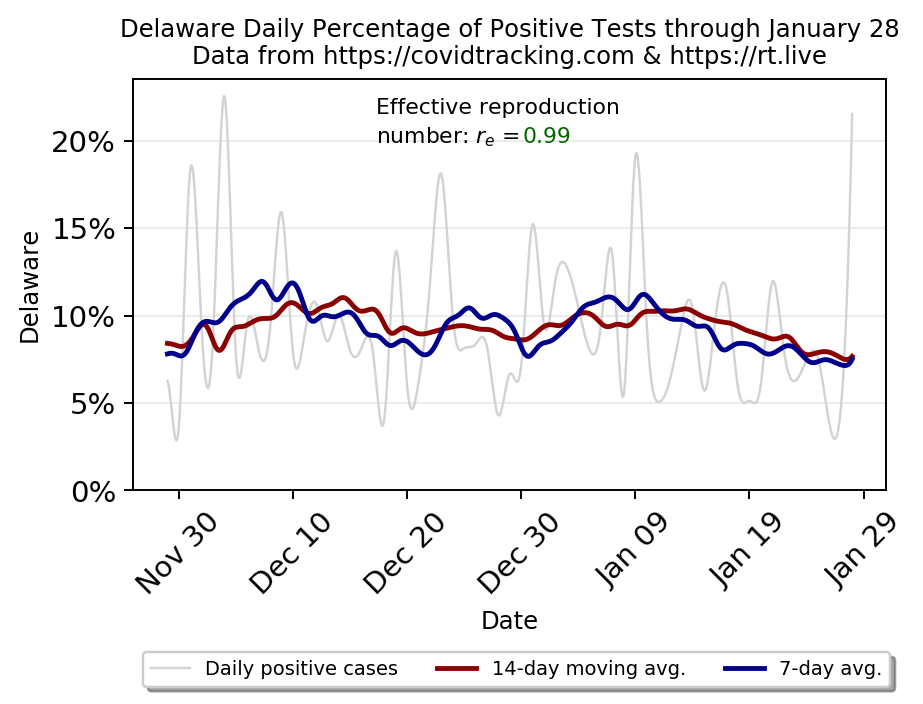 Delaware Daily Percentage of Positive Tests through January 28
Data from https://covidtracking.com & https://rt.live
Effective reproduction
number: rₑ =0.99
20%
15%
10%
5%
0%
Delaware
Nov 30
Dec 10
Dec 20
Dec 30
Jan 09
Jan 19
Jan 29
Date
Daily positive cases
14-day moving avg.
7-day avg.